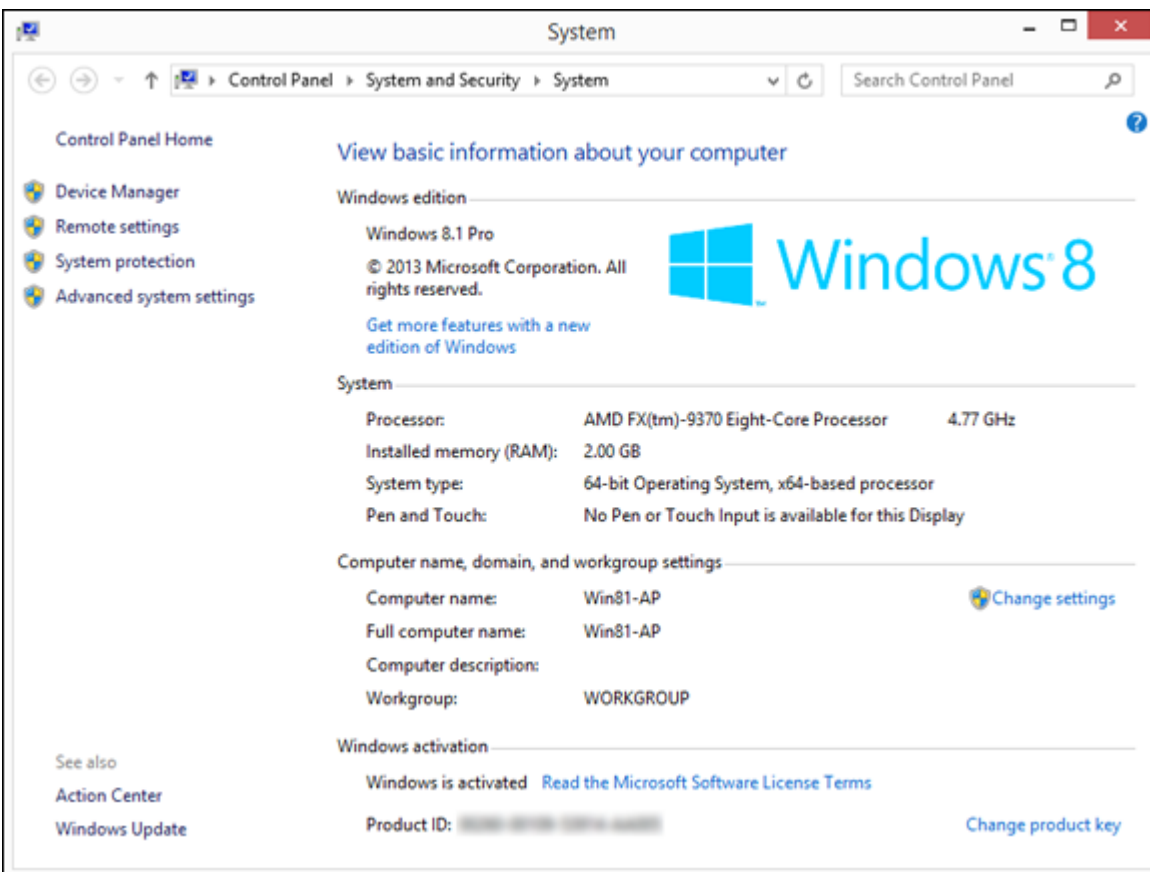 System
Control Panel System and Security System
Search Control Panel
Control Panel Home
Device Manager
Remote settings
System protection
Advanced system settings
See also
Action Center
Windows Update
View basic information about your computer
Windows edition
Windows 8.1 Pro
© 2013 Microsoft Corporation. All
rights reserved.
Get more features with a new
edition of Windows
Windows 8
System
Processor: AMD FX(tm)-9370 Eight-Core Processor 4.77 GHz
Installed memory (RAM): 2.00 GB
System type: 64-bit Operating System, x64-based processor
Pen and Touch: No Pen or Touch Input is available for this Display
Computer name, domain, and workgroup settings
Computer name: Win81-AP Change settings
Full computer name: Win81-AP
Computer description:
Workgroup: WORKGROUP
Windows activation
Windows is activated Read the Microsoft Software License Terms
Product ID: Change product key